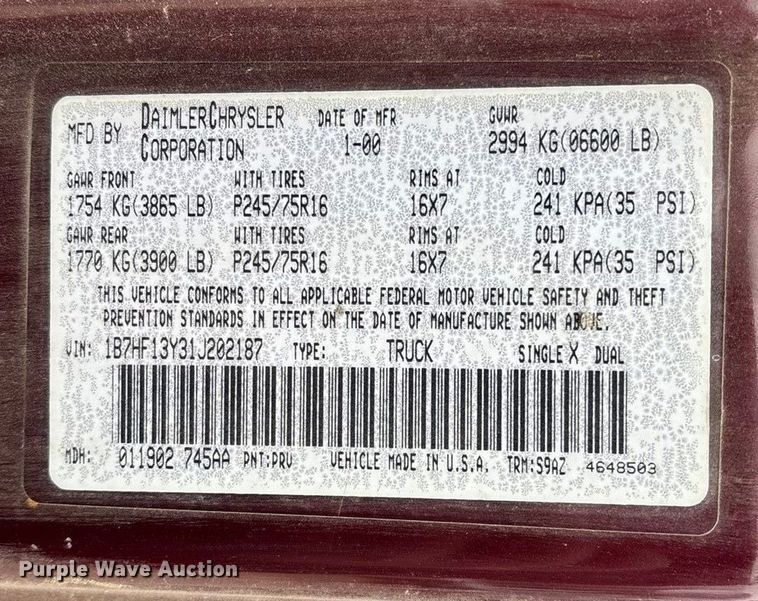 MFD BY DAIMLERCHRYSLER CORPORATION DATE OF MFR 1-00 GVWR 2994 KG(06600 LB)
GAWR FRONT WITH TIRES RIMS AT COLD
1754 KG(3865 LB) P245/75R16 16X7 241 KPA(35 PSI)
GAWR REAR WITH TIRES RIMS AT COLD
1770 KG(3900 LB) P245/75R16 16X7 241 KPA(35 PSI)
THIS VEHICLE CONFORMS TO ALL APPLICABLE FEDERAL MOTOR VEHICLE SAFETY AND THEFT
PREVENTION STANDARDS IN EFFECT ON THE DATE OF MANUFACTURE SHOWN ABOVE.
VIN: 1B7HF13Y31J202187 TYPE: TRUCK SINGLE X DUAL
MDH: 011902 745AA PNT:PRV VEHICLE MADE IN U.S.A. TRM:S9AZ 4648503
Purple Wave Auction